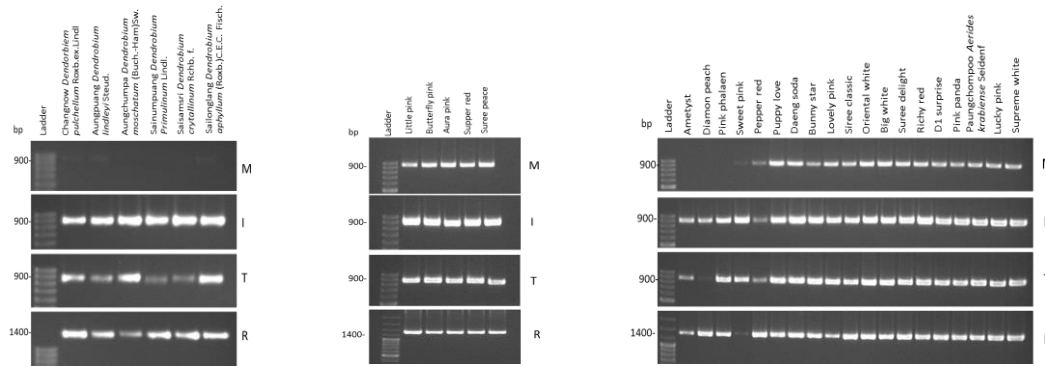 bp
Ladder
Changnow Dendorbiem
pulchellum Roxb.ex.Lindl
Aungpuang Dendrobium
lindleyi Steud.
Aungchumpa Dendrobium
moschatum (Buch.-Ham)Sw.
Sainumpuang Dendrobium
Primulinum Lindl.
Saisamsri Dendrobium
crytallinum Rchb. f.
Sailonglang Dendrobium
aphyllum (Roxb.)C.E.C. Fisch.
900-
M
900-
I
900-
T
1400-
R
bp
Ladder
Little pink
Butterfly pink
Aura pink
Supper red
Suree peace
900-
M
900-
I
900-
T
1400-
R
bp
Ladder
Ametyst
Diamon peach
Pink phalaen
Sweet pink
Pepper red
Puppy love
Daeng soda
Bunny star
Lovely pink
Siree classic
Oriental white
Big white
Suree delight
Richy red
D1 surprise
Pink panda
Paungchompoo Aerides
krabiense Seidenf
Lucky pink
Supreme white
900-
900-
900-
1400-